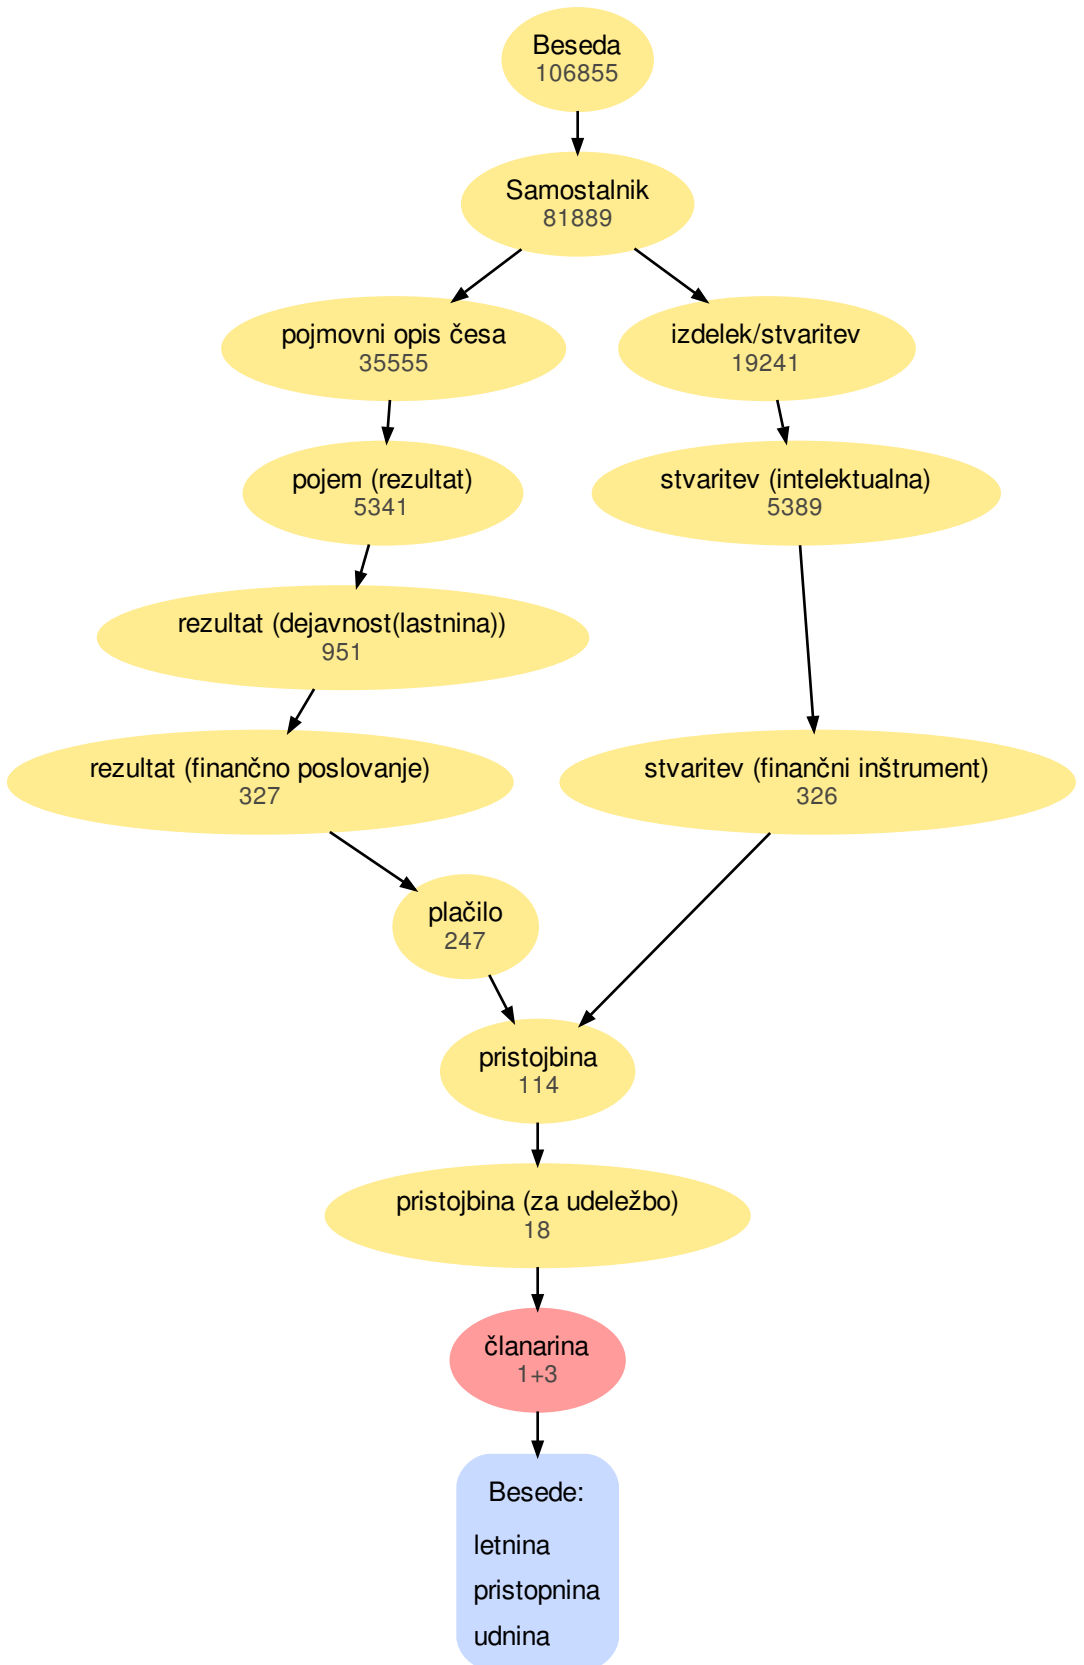 Beseda
106855
Samostalnik
81889
pojmovni opis česa
35555
izdelek/stvaritev
19241
pojem (rezultat)
5341
stvaritev (intelektualna)
5389
rezultat (dejavnost(lastnina))
951
rezultat (finančno poslovanje)
327
stvaritev (finančni inštrument)
326
plačilo
247
pristojbina
114
pristojbina (za udeležbo)
18
članarina
1+3
Besede:
letnina
pristopnina
udnina